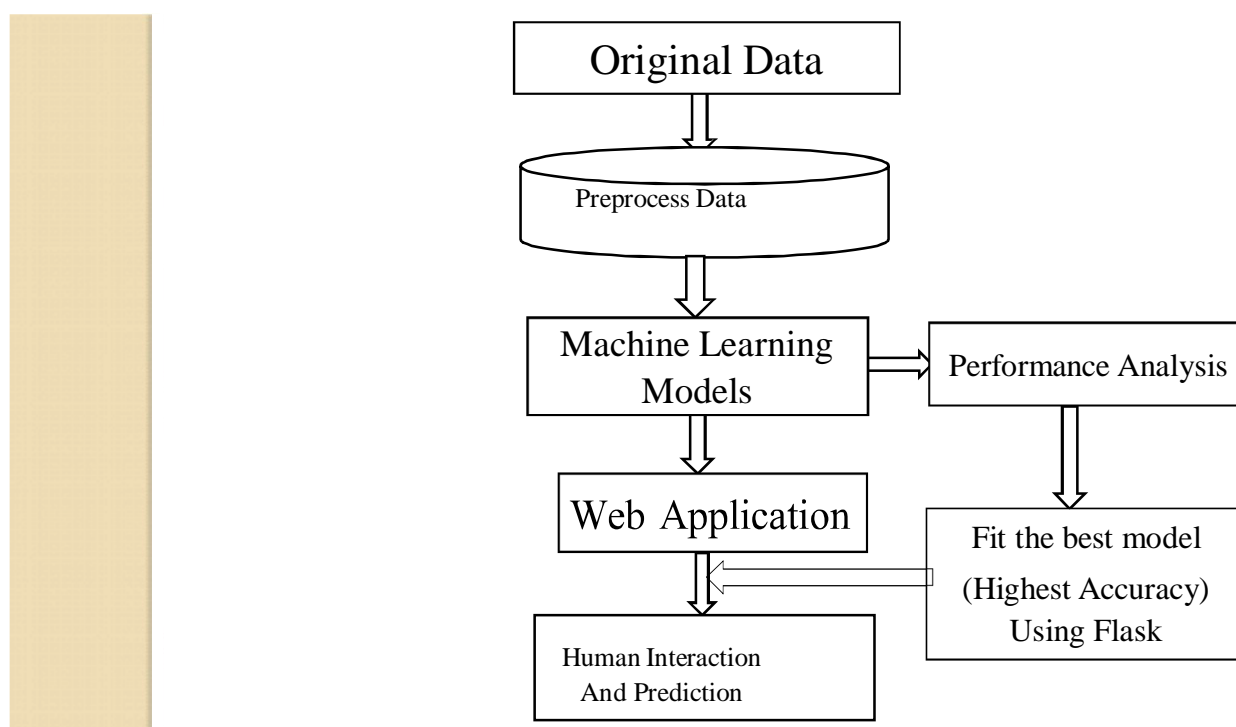 Original Data
Preprocess Data
Machine Learning
Models
Performance Analysis
Web Application
Fit the best model
(Highest Accuracy)
Using Flask
Human Interaction
And Prediction